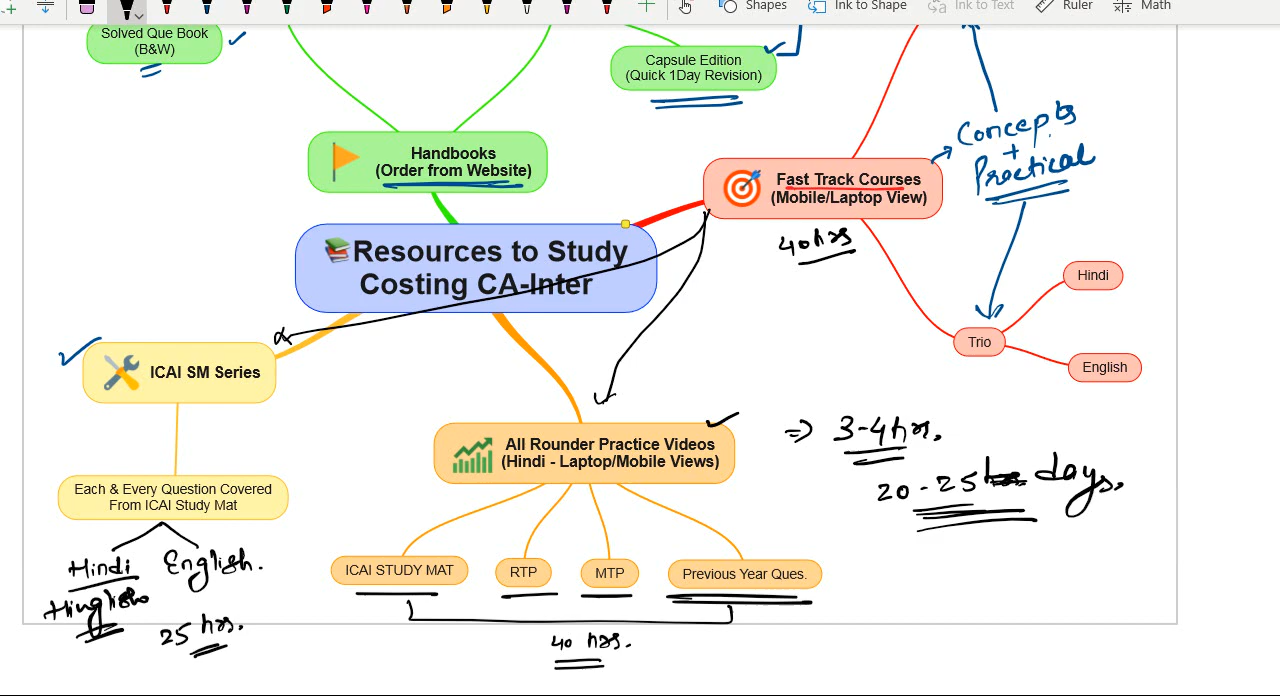 Shapes
Ink to Shape
Ink to Text
Ruler
Math
Solved Que Book
(B&W)
Capsule Edition
(Quick 1Day Revision)
Handbooks
(Order from Website)
Fast Track Courses
(Mobile/Laptop View)
40 hrs
Concepts
+
Practical
Resources to Study
Costing CA-Inter
Hindi
Trio
English
ICAI SM Series
All Rounder Practice Videos
(Hindi - Laptop/Mobile Views)
⇒ 3-4 hr.
20-25 days.
Each & Every Question Covered
From ICAI Study Mat
Hindi
English.
Hinglish
25 hrs.
ICAI STUDY MAT
RTP
MTP
Previous Year Ques.
40 hrs.